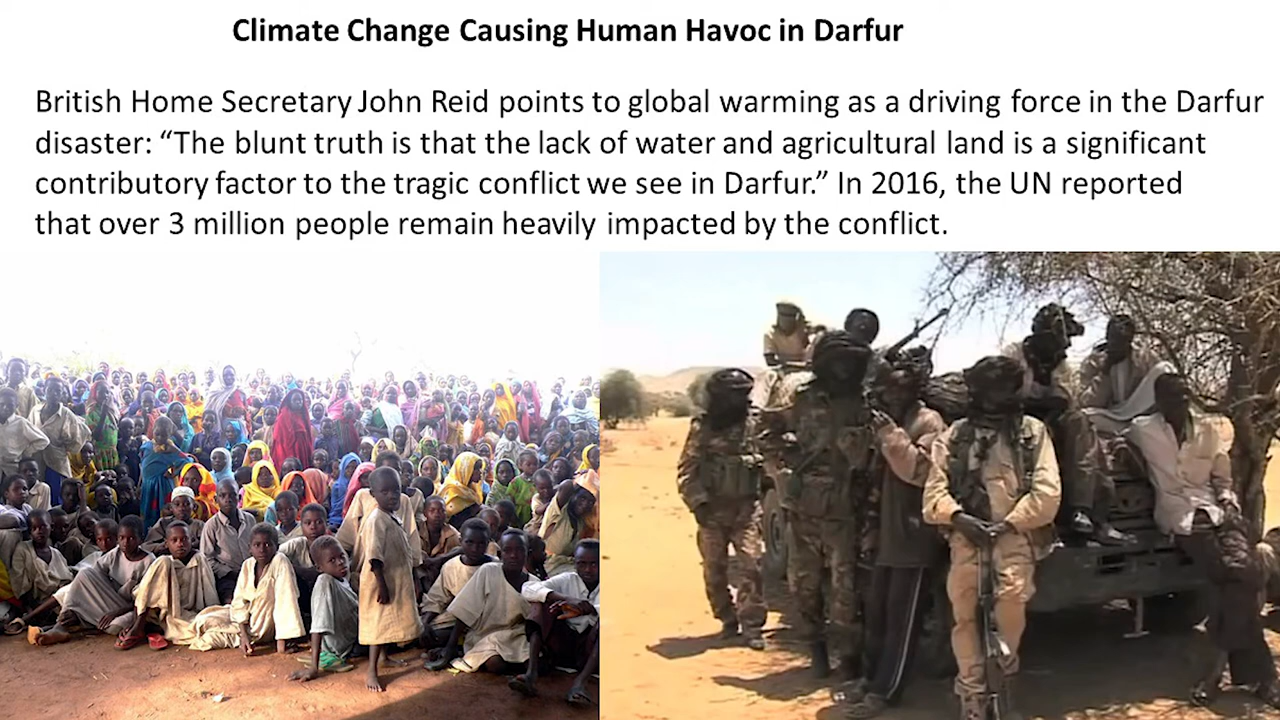 Climate Change Causing Human Havoc in Darfur
British Home Secretary John Reid points to global warming as a driving force in the Darfur
disaster: “The blunt truth is that the lack of water and agricultural land is a significant
contributory factor to the tragic conflict we see in Darfur.” In 2016, the UN reported
that over 3 million people remain heavily impacted by the conflict.